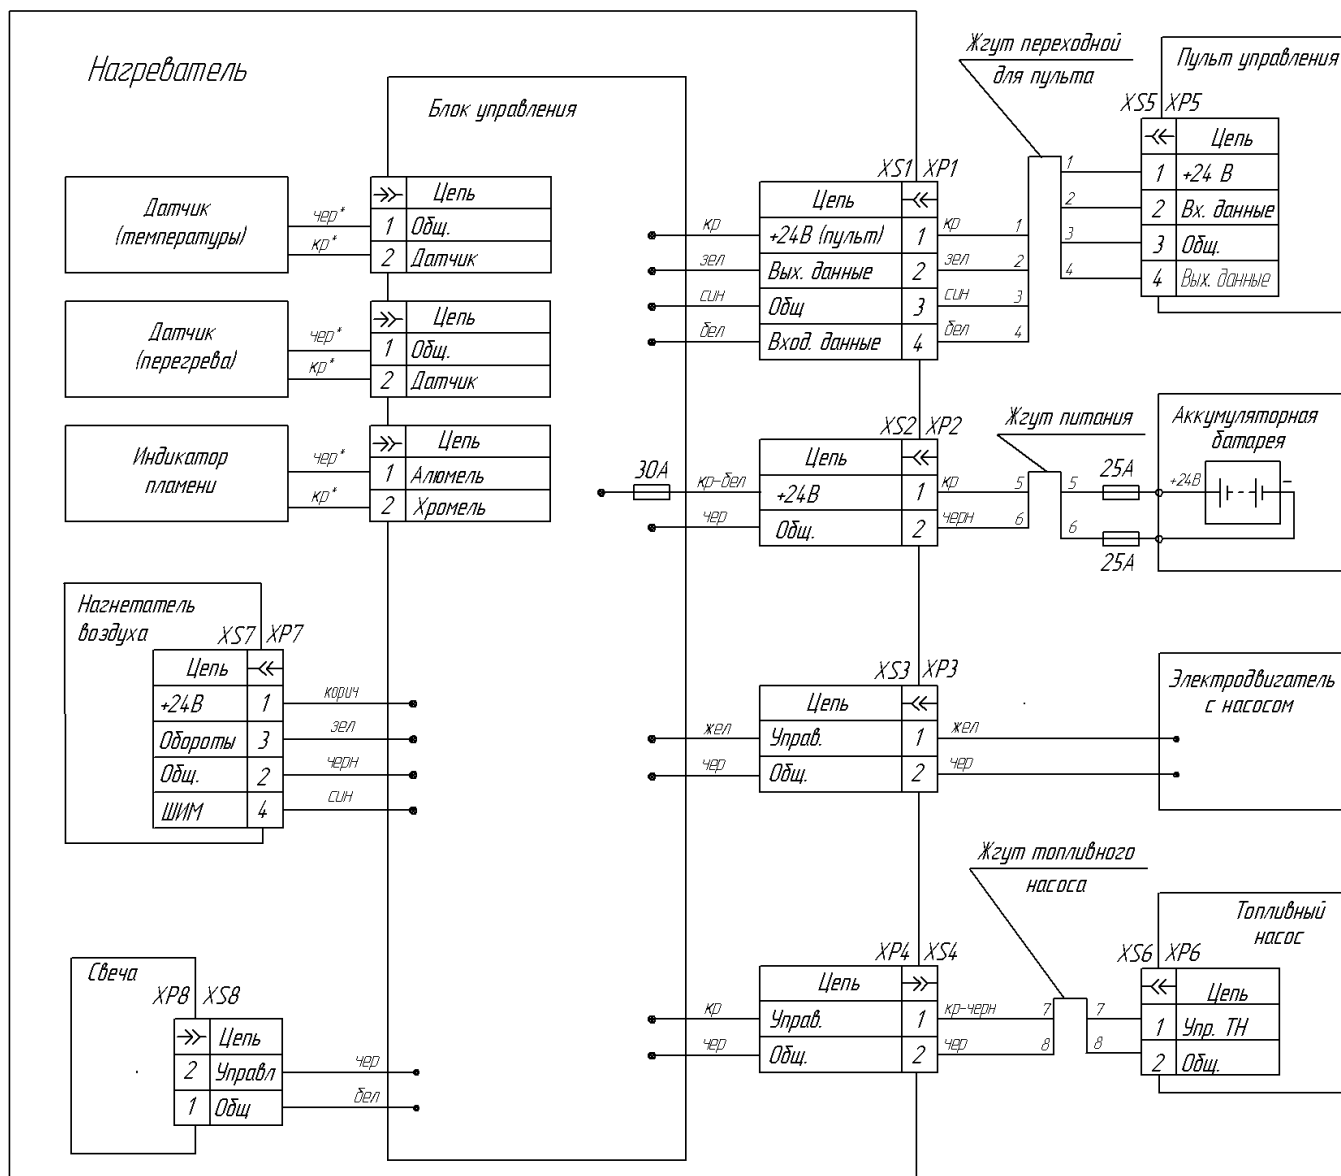 Нагреватель
Блок управления
Датчик
(температуры)
чер*
кр*
Цепь
1 Общ.
2 Датчик
Датчик
(перегрева)
чер*
кр*
Цепь
1 Общ.
2 Датчик
Индикатор
пламени
чер*
кр*
Цепь
1 Алюмель
2 Хромель
Нагнетатель
воздуха
XS7 XP7
Цепь
+24В 1 корич
Обороты 3 зел
Общ. 2 черн
ШИМ 4 син
Свеча
XP8 XS8
Цепь
2 Управл чер
1 Общ бел
XS1 XP1
Цепь
кр +24В (пульт) 1 кр 1
зел Вых. данные 2 зел 2
син Общ 3 син 3
бел Вход. данные 4 бел 4
Жгут переходной
для пульта
Пульт управления
XS5 XP5
Цепь
1 1 +24 В
2 2 Вх. данные
3 3 Общ.
4 4 Вых. данные
XS2 XP2
Цепь
30А кр-бел +24В 1 кр 5
чер Общ. 2 черн 6
Жгут питания
5 25А
6 25А
Аккумуляторная
батарея
+24В –
XS3 XP3
Цепь
жел Управ. 1 жел
чер Общ. 2 чер
Электродвигатель
с насосом
XP4 XS4
Цепь
кр Управ. 1 кр-черн 7
чер Общ. 2 чер 8
Жгут топливного
насоса
Топливный
насос
XS6 XP6
Цепь
7 1 Упр. ТН
8 2 Общ.